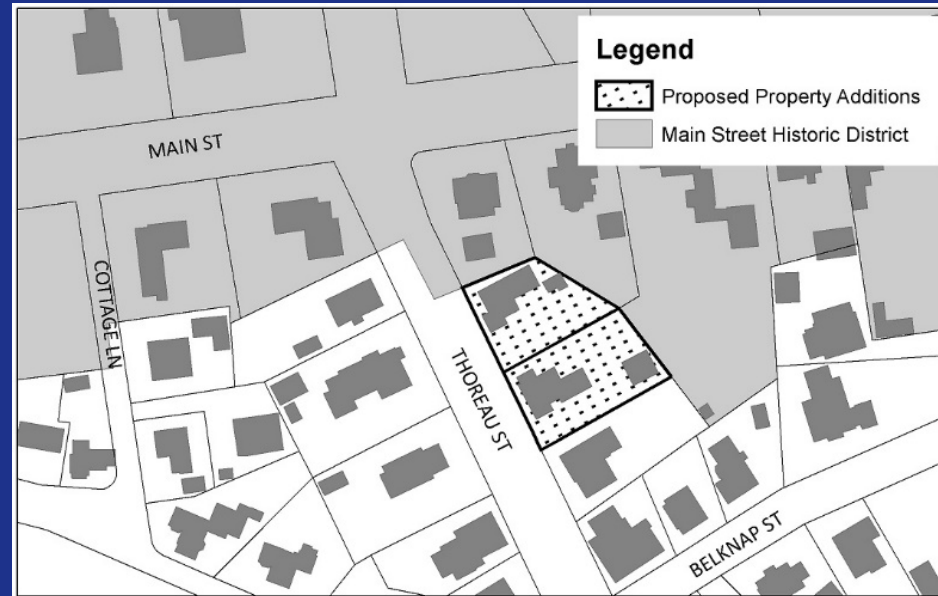 Legend
Proposed Property Additions
Main Street Historic District
MAIN ST
COTTAGE LN
THOREAU ST
BELKNAP ST